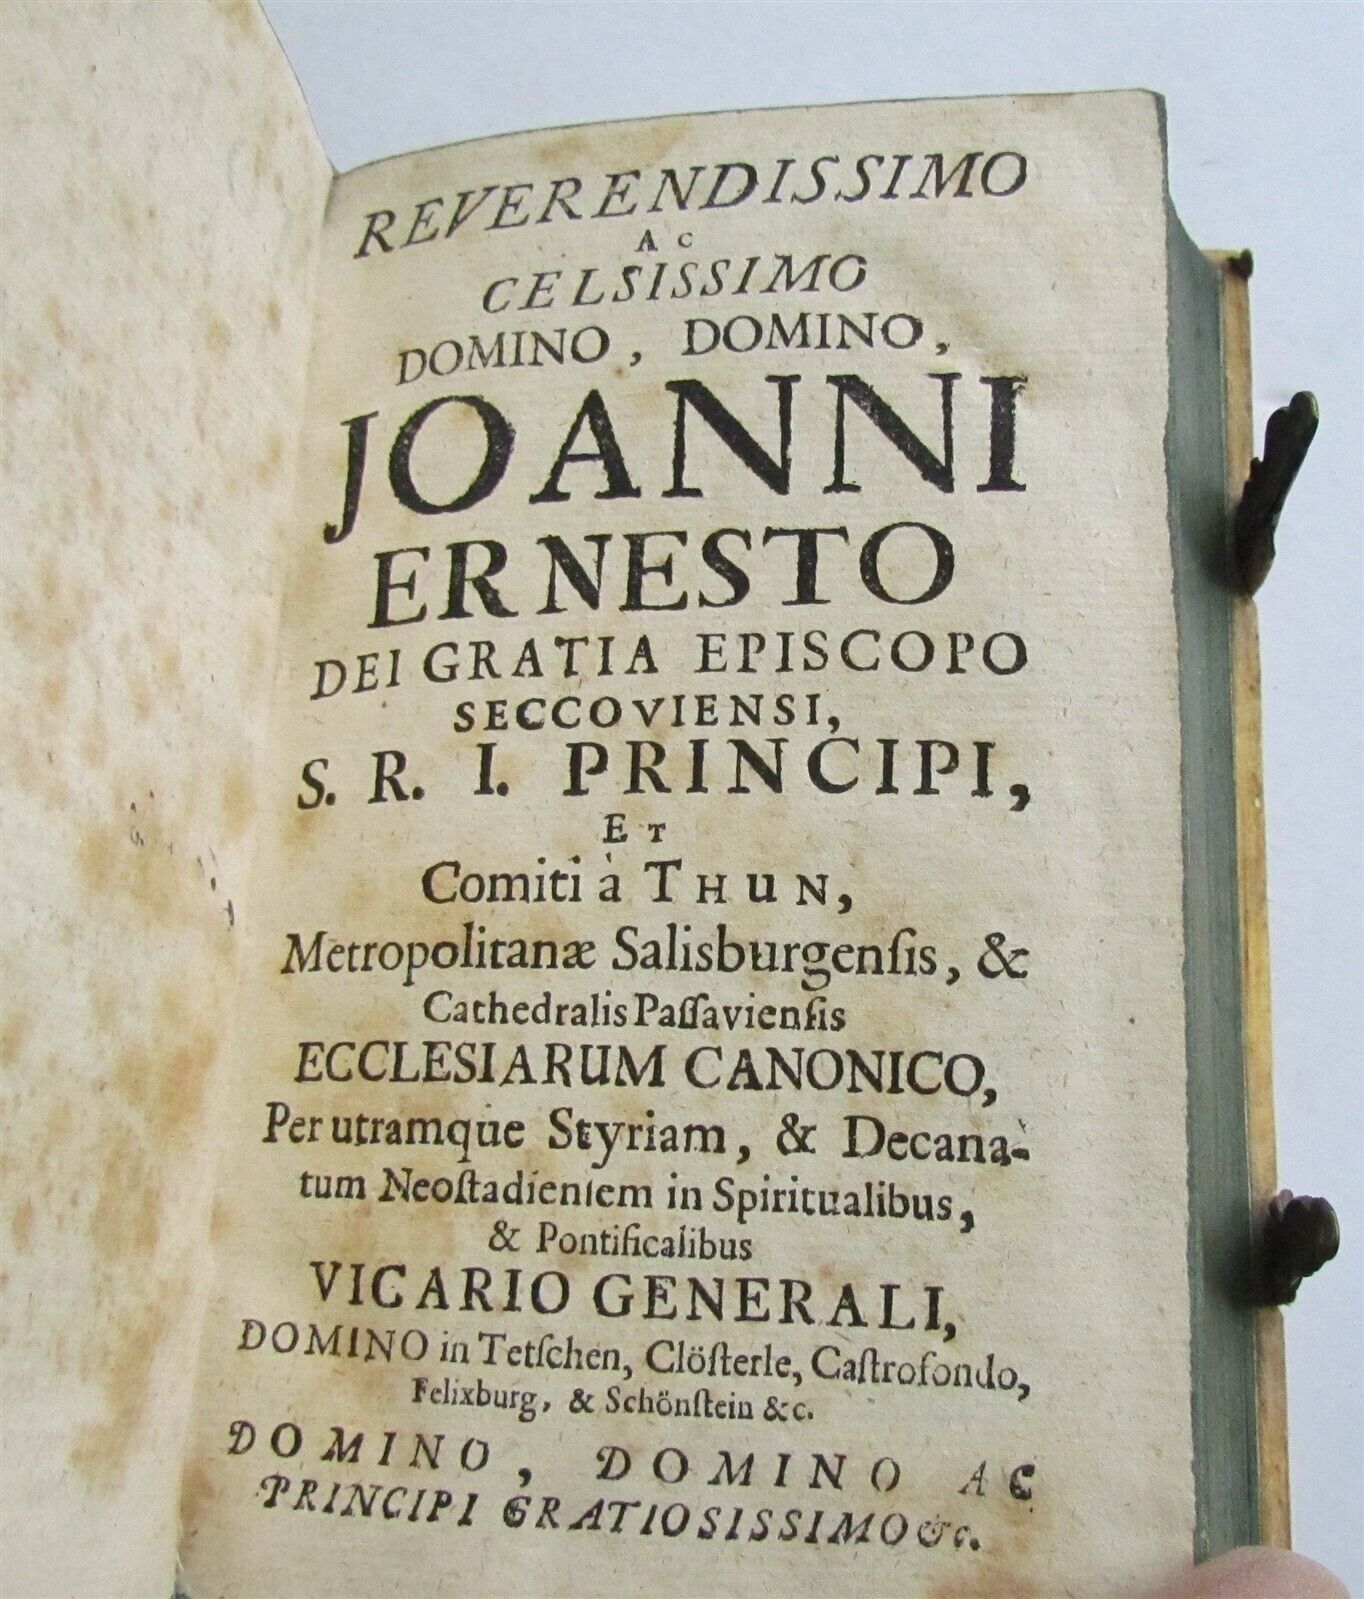 REVERENDISSIMO
AC
CELSISSIMO
DOMINO, DOMINO,
JOANNI
ERNESTO
DEI GRATIA EPISCOPO
SECCOVIENSI,
S. R. I. PRINCIPI,
ET
Comiti à THUN,
Metropolitanæ Salisburgenſis, &
Cathedralis Paſſavienſis
ECCLESIARUM CANONICO,
Per utramque Styriam, & Decana-
tum Neoſtadienſem in Spiritualibus,
& Pontificalibus
VICARIO GENERALI,
DOMINO in Tetſchen, Clöſterle, Caſtrofondo,
Felixburg, & Schönſtein &c.
DOMINO, DOMINO AC
PRINCIPI GRATIOSISSIMO &c.